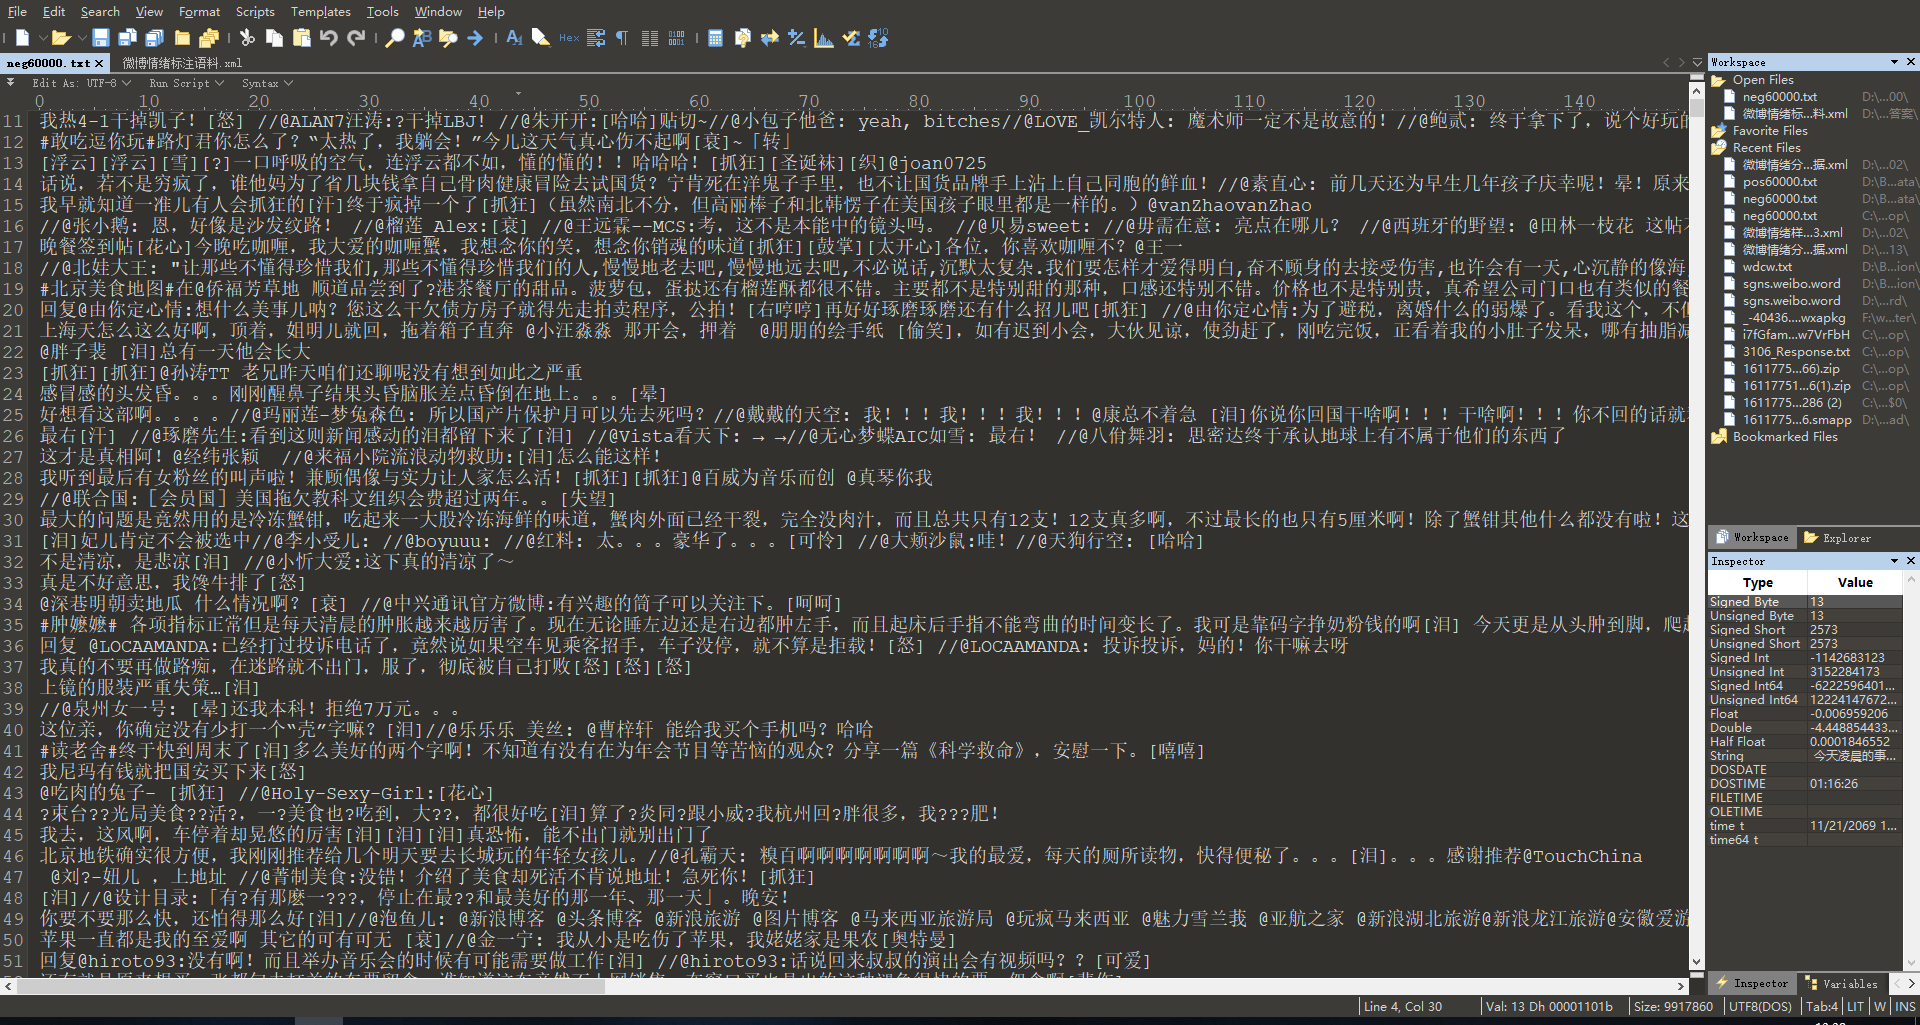 File Edit Search View Format Scripts Templates Tools Window Help
neg60000.txt 微博情绪标注语料.xml
Edit As: UTF-8 Run Script Syntax
0 10 20 30 40 50 60 70 80 90 100 110 120 130 140
11 我热4-1干掉凯子！[怒] //@ALAN7汪涛:?干掉LBJ！//@朱开开:[哈哈]贴切~//@小包子他爸: yeah, bitches//@LOVE_凯尔特人: 魔术师一定不是故意的！//@鲍贰: 终于拿下了，说个好玩的
12 #敢吃逗你玩#路灯君你怎么了？“太热了，我躺会！”今儿这天气真心伤不起啊[衰]~「转」
13 [浮云][浮云][雪][?]一口呼吸的空气，连浮云都不如，懂的懂的！！哈哈哈！[抓狂][圣诞袜][织]@joan0725
14 话说，若不是穷疯了，谁他妈为了省几块钱拿自己骨肉健康冒险去试国货？宁肯死在洋鬼子手里，也不让国货品牌手上沾上自己同胞的鲜血！//@素直心: 前几天还为早生几年孩子庆幸呢！晕！原来
15 我早就知道一准儿有人会抓狂的[汗]终于疯掉一个了[抓狂]（虽然南北不分，但高丽棒子和北韩愣子在美国孩子眼里都是一样的。）@vanZhaovanZhao
16 //@张小鹅: 恩，好像是沙发纹路！ //@榴莲_Alex:[衰] //@王远霖--MCS:考，这不是本能中的镜头吗。 //@贝易sweet: //@毋需在意: 亮点在哪儿？ //@西班牙的野望: @田林一枝花 这帖不
17 晚餐签到帖[花心]今晚吃咖喱，我大爱的咖喱蟹，我想念你的笑，想念你销魂的味道[抓狂][鼓掌][太开心]各位，你喜欢咖喱不？@王一
18 //@北娃大王: "让那些不懂得珍惜我们,那些不懂得珍惜我们的人,慢慢地老去吧,慢慢地远去吧,不必说话,沉默太复杂.我们要怎样才爱得明白,奋不顾身的去接受伤害,也许会有一天,心沉静的像海,
19 #北京美食地图#在@侨福芳草地 顺道品尝到了?港茶餐厅的甜品。菠萝包，蛋挞还有榴莲酥都很不错。主要都不是特别甜的那种，口感还特别不错。价格也不是特别贵，真希望公司门口也有类似的餐
20 回复@由你定心情:想什么美事儿呐？您这么干欠债方房子就得先走拍卖程序，公拍！[右哼哼]再好好琢磨琢磨还有什么招儿吧[抓狂] //@由你定心情:为了避税，离婚什么的弱爆了。看我这个，不但
21 上海天怎么这么好啊，顶着，姐明儿就回，拖着箱子直奔 @小汪淼淼 那开会，押着 @朋朋的绘手纸 [偷笑]，如有迟到小会，大伙见谅，使劲赶了，刚吃完饭，正看着我的小肚子发呆，哪有抽脂减
22 @胖子裴 [泪]总有一天他会长大
23 [抓狂][抓狂]@孙涛TT 老兄昨天咱们还聊呢没有想到如此之严重
24 感冒感的头发昏。。。刚刚醒鼻子结果头昏脑胀差点昏倒在地上。。。[晕]
25 好想看这部啊。。。。//@玛丽莲-梦兔森色: 所以国产片保护月可以先去死吗？//@戴戴的天空: 我！！！我！！！我！！！@康总不着急 [泪]你说你回国干啥啊！！！干啥啊！！！你不回的话就
26 最右[汗] //@琢磨先生:看到这则新闻感动的泪都留下来了[泪] //@Vista看天下: → →//@无心梦蝶AIC如雪: 最右！ //@八佾舞羽: 思密达终于承认地球上有不属于他们的东西了
27 这才是真相阿！@经纬张颖 //@来福小院流浪动物救助:[泪]怎么能这样！
28 我听到最后有女粉丝的叫声啦！兼顾偶像与实力让人家怎么活！[抓狂][抓狂]@百威为音乐而创 @真琴你我
29 //@联合国:［会员国］美国拖欠教科文组织会费超过两年。。[失望]
30 最大的问题是竟然用的是冷冻蟹钳，吃起来一大股冷冻海鲜的味道，蟹肉外面已经干裂，完全没肉汁，而且总共只有12支！12支真多啊，不过最长的也只有5厘米啊！除了蟹钳其他什么都没有啦！这
31 [泪]妃儿肯定不会被选中//@李小受儿: //@boyuuu: //@红料: 太。。。豪华了。。。[可怜] //@大颊沙鼠:哇！//@天狗行空: [哈哈]
32 不是清凉，是悲凉[泪] //@小忻大爱:这下真的清凉了～
33 真是不好意思，我馋牛排了[怒]
34 @深巷明朝卖地瓜 什么情况啊？[衰] //@中兴通讯官方微博:有兴趣的筒子可以关注下。[呵呵]
35 #肿嬷嬷# 各项指标正常但是每天清晨的肿胀越来越厉害了。现在无论睡左边还是右边都肿左手，而且起床后手指不能弯曲的时间变长了。我可是靠码字挣奶粉钱的啊[泪] 今天更是从头肿到脚，爬起
36 回复 @LOCAAMANDA:已经打过投诉电话了，竟然说如果空车见乘客招手，车子没停，就不算是拒载！[怒] //@LOCAAMANDA: 投诉投诉，妈的！你干嘛去呀
37 我真的不要再做路痴，在迷路就不出门，服了，彻底被自己打败[怒][怒][怒]
38 上镜的服装严重失策…[泪]
39 //@泉州女一号: [晕]还我本科！拒绝7万元。。。
40 这位亲，你确定没有少打一个“壳”字嘛？[泪]//@乐乐乐_美丝: @曹梓轩 能给我买个手机吗？哈哈
41 #读老舍#终于快到周末了[泪]多么美好的两个字啊！不知道有没有在为年会节目等苦恼的观众？分享一篇《科学救命》，安慰一下。[嘻嘻]
42 我尼玛有钱就把国安买下来[怒]
43 @吃肉的兔子- [抓狂] //@Holy-Sexy-Girl:[花心]
44 ?束台??光局美食??活?，一?美食也?吃到，大??，都很好吃[泪]算了?炎同?跟小威?我杭州回?胖很多，我???肥！
45 我去，这风啊，车停着却晃悠的厉害[泪][泪][泪]真恐怖，能不出门就别出门了
46 北京地铁确实很方便，我刚刚推荐给几个明天要去长城玩的年轻女孩儿。//@孔霸天: 糗百啊啊啊啊啊啊啊～我的最爱，每天的厕所读物，快得便秘了。。。[泪]。。。感谢推荐@TouchChina
47 @刘?-妞儿 ，上地址 //@菁制美食:没错！介绍了美食却死活不肯说地址！急死你！[抓狂]
48 [泪]//@设计目录:「有?有那麼一???，停止在最??和最美好的那一年、那一天」。晚安！
49 你要不要那么快，还怕得那么好[泪]//@泡鱼儿: @新浪博客 @头条博客 @新浪旅游 @图片博客 @马来西亚旅游局 @玩疯马来西亚 @魅力雪兰莪 @亚航之家 @新浪湖北旅游@新浪龙江旅游@安徽爱游
50 苹果一直都是我的至爱啊 其它的可有可无 [衰]//@金一宁: 我从小是吃伤了苹果，我姥姥家是果农[奥特曼]
51 回复@hiroto93:没有啊！而且举办音乐会的时候有可能需要做工作[泪] //@hiroto93:话说回来叔叔的演出会有视频吗？？[可爱]
Workspace
Open Files
neg60000.txt D:\...00\
微博情绪标...料.xml D:\...答案\
Favorite Files
Recent Files
微博情绪分...据.xml D:\...02\
pos60000.txt D:\B...ata\
neg60000.txt D:\B...ata\
neg60000.txt C:\...op\
微博情绪样...3.xml D:\...02\
微博情绪分...据.xml D:\...13\
wdcw.txt D:\B...ion\
sgns.weibo.word D:\B...ion\
sgns.weibo.word D:\...rd\
_-40436....wxapkg F:\w...ter\
i7fGfam...w7VrFbH C:\...op\
3106_Response.txt C:\...op\
1611775...66).zip C:\...op\
16117751...6(1).zip C:\...op\
1611775...286 (2) C:\...$0\
1611775...6.smapp D:\...ad\
Bookmarked Files
Workspace Explorer
Inspector
Type Value
Signed Byte 13
Unsigned Byte 13
Signed Short 2573
Unsigned Short 2573
Signed Int -1142683123
Unsigned Int 3152284173
Signed Int64 -6222596401...
Unsigned Int64 12224147672...
Float -0.006959206
Double -4.448854433...
Half Float 0.0001846552
String 今天凌晨的事...
DOSDATE
DOSTIME 01:16:26
FILETIME
OLETIME
time t 11/21/2069 1...
time64 t
Inspector Variables
Line 4, Col 30 Val: 13 Dh 00001101b Size: 9917860 UTF8(DOS) Tab:4 LIT W INS